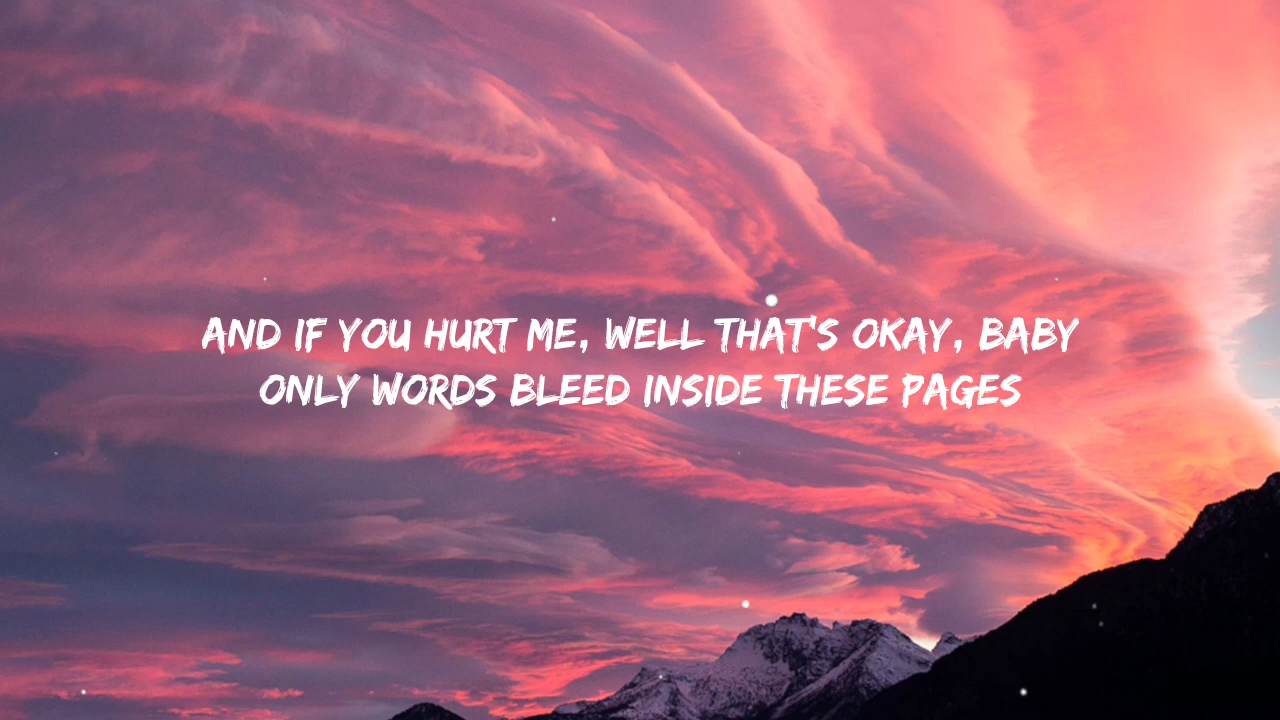 AND IF YOU HURT ME, WELL THAT'S OKAY, BABY
ONLY WORDS BLEED INSIDE THESE PAGES